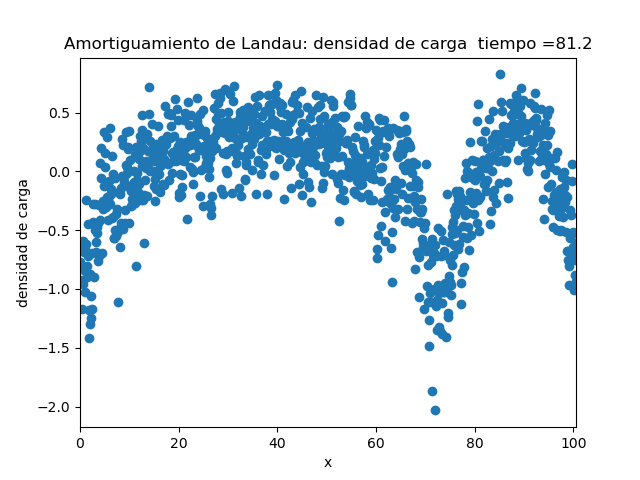 Amortiguamiento de Landau: densidad de carga  tiempo =81.2
densidad de carga
0.5
0.0
−0.5
−1.0
−1.5
−2.0
0 20 40 60 80 100
x